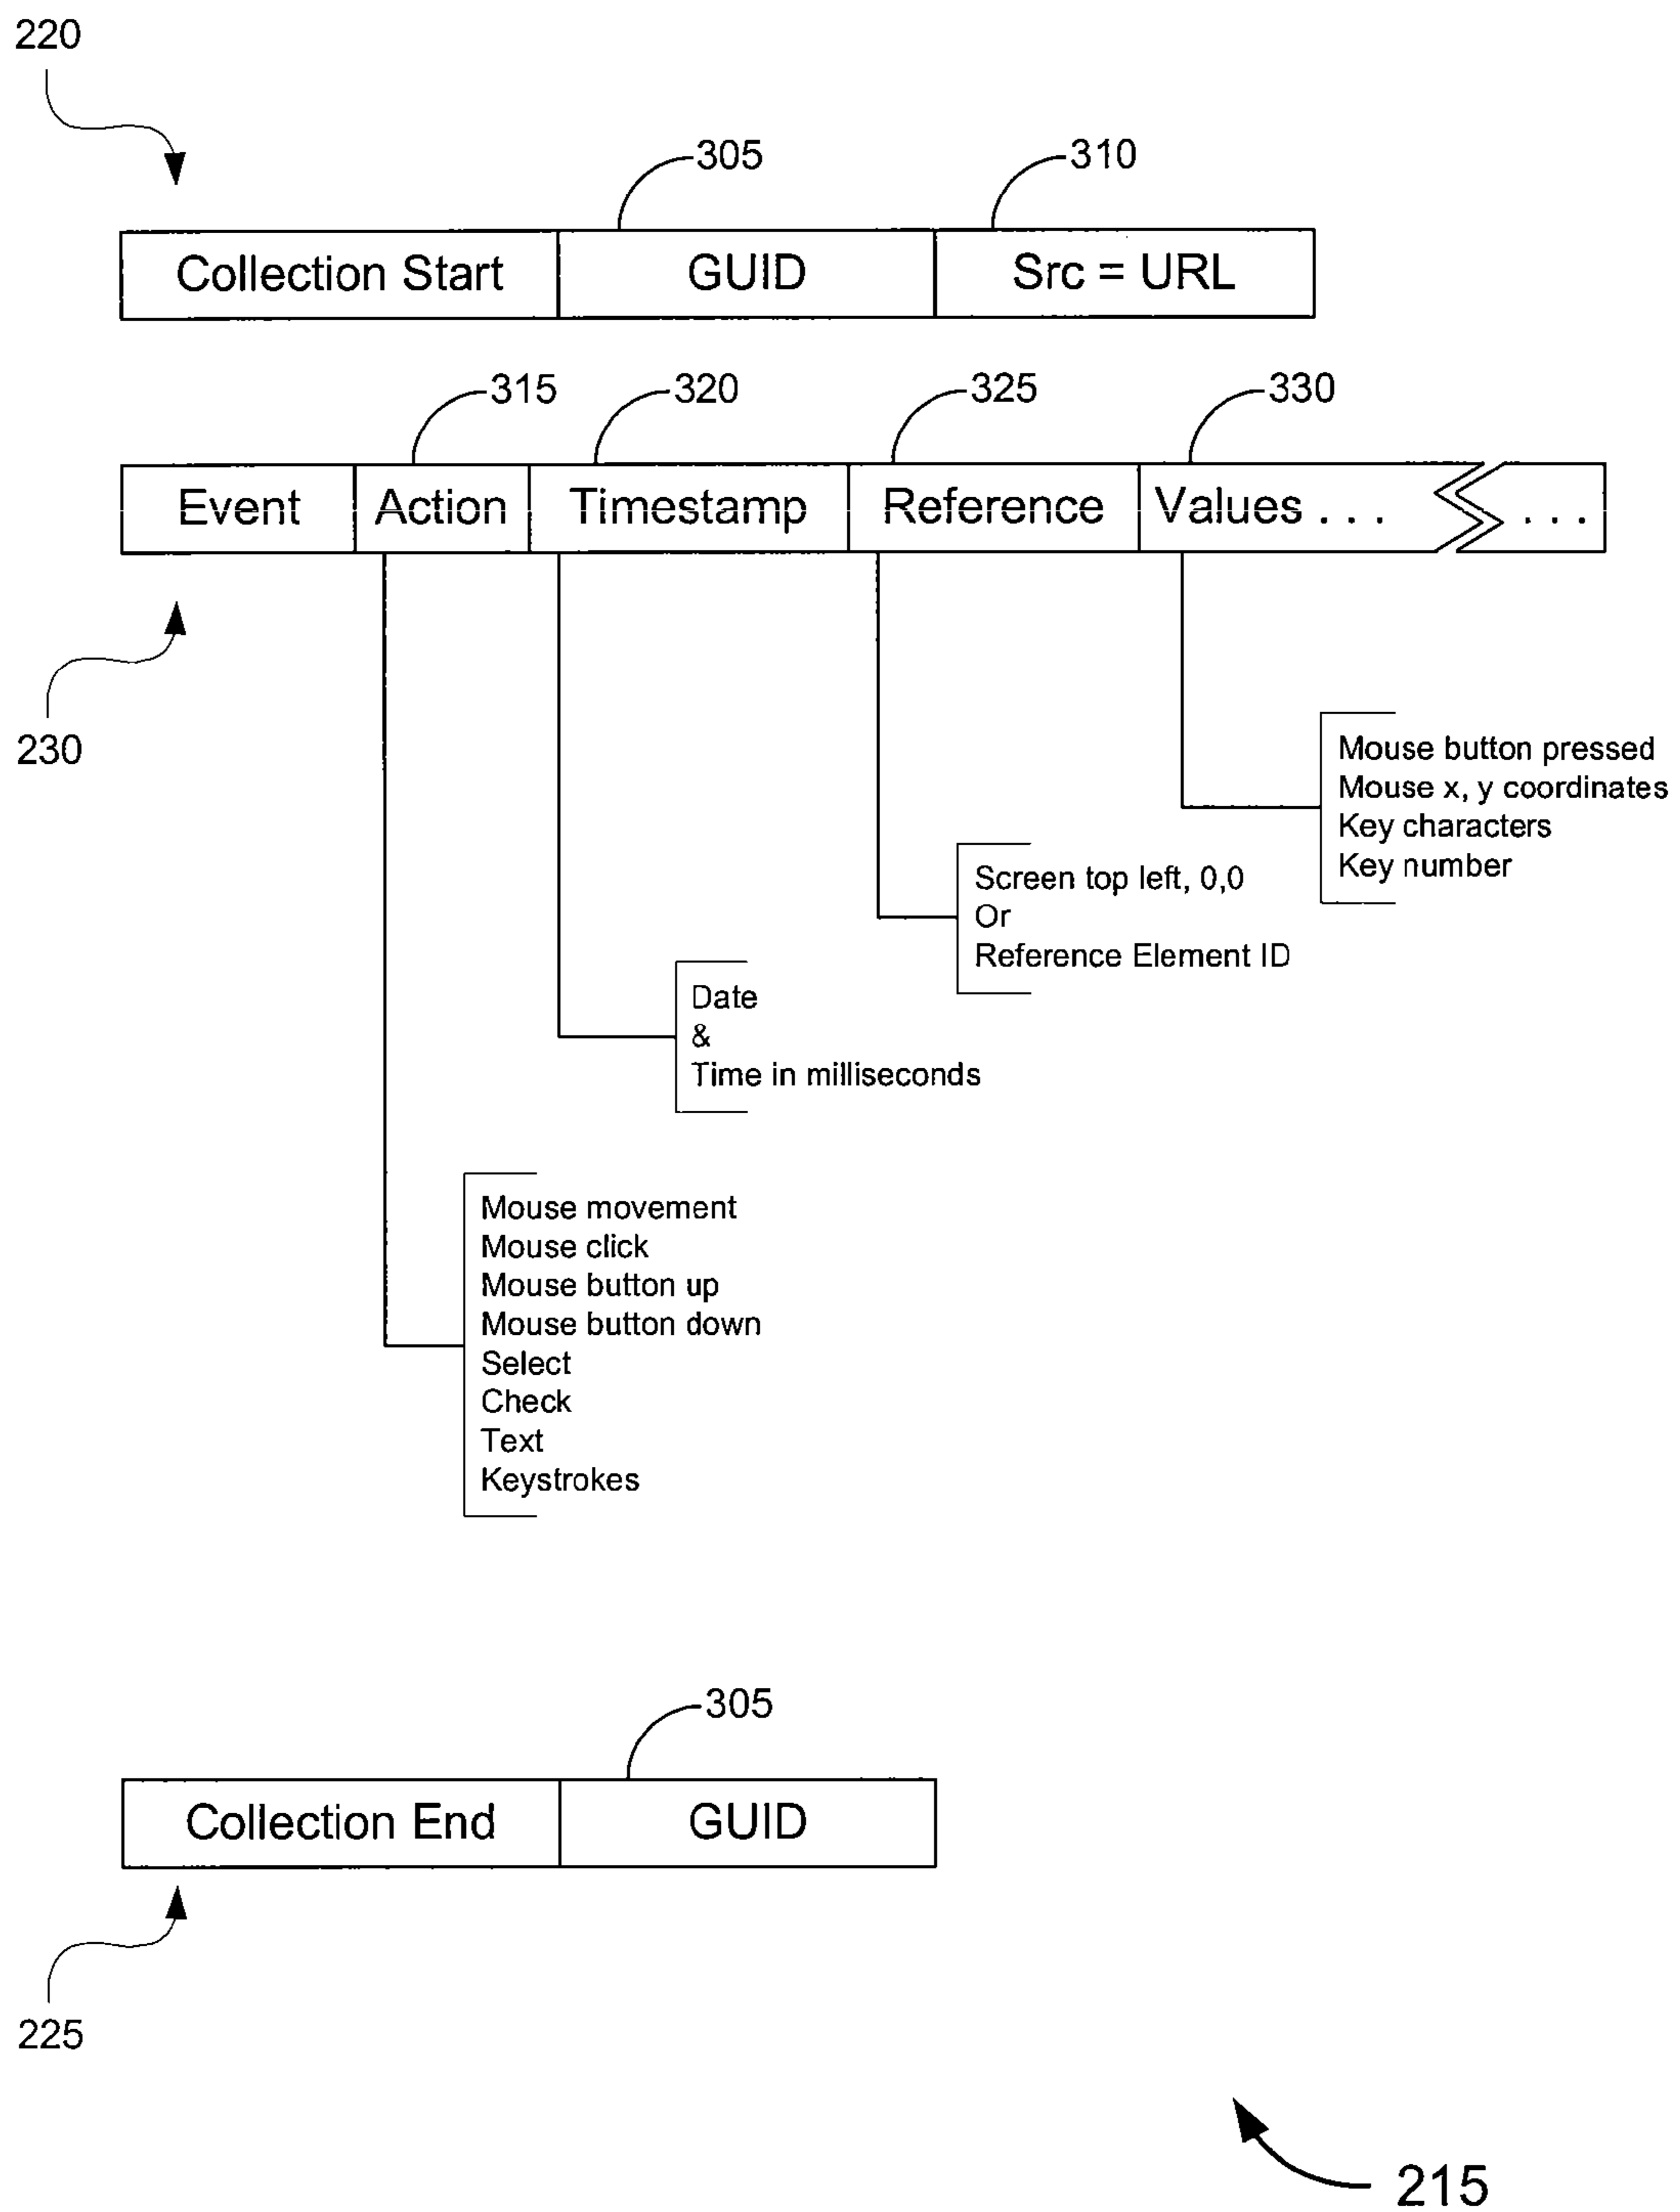 220
305
310
Collection Start GUID Src = URL
315
320
325
330
Event Action Timestamp Reference Values . . . . . .
230
Mouse button pressed
Mouse x, y coordinates
Key characters
Key number
Screen top left, 0,0
Or
Reference Element ID
Date
&
Time in milliseconds
Mouse movement
Mouse click
Mouse button up
Mouse button down
Select
Check
Text
Keystrokes
305
Collection End GUID
225
215